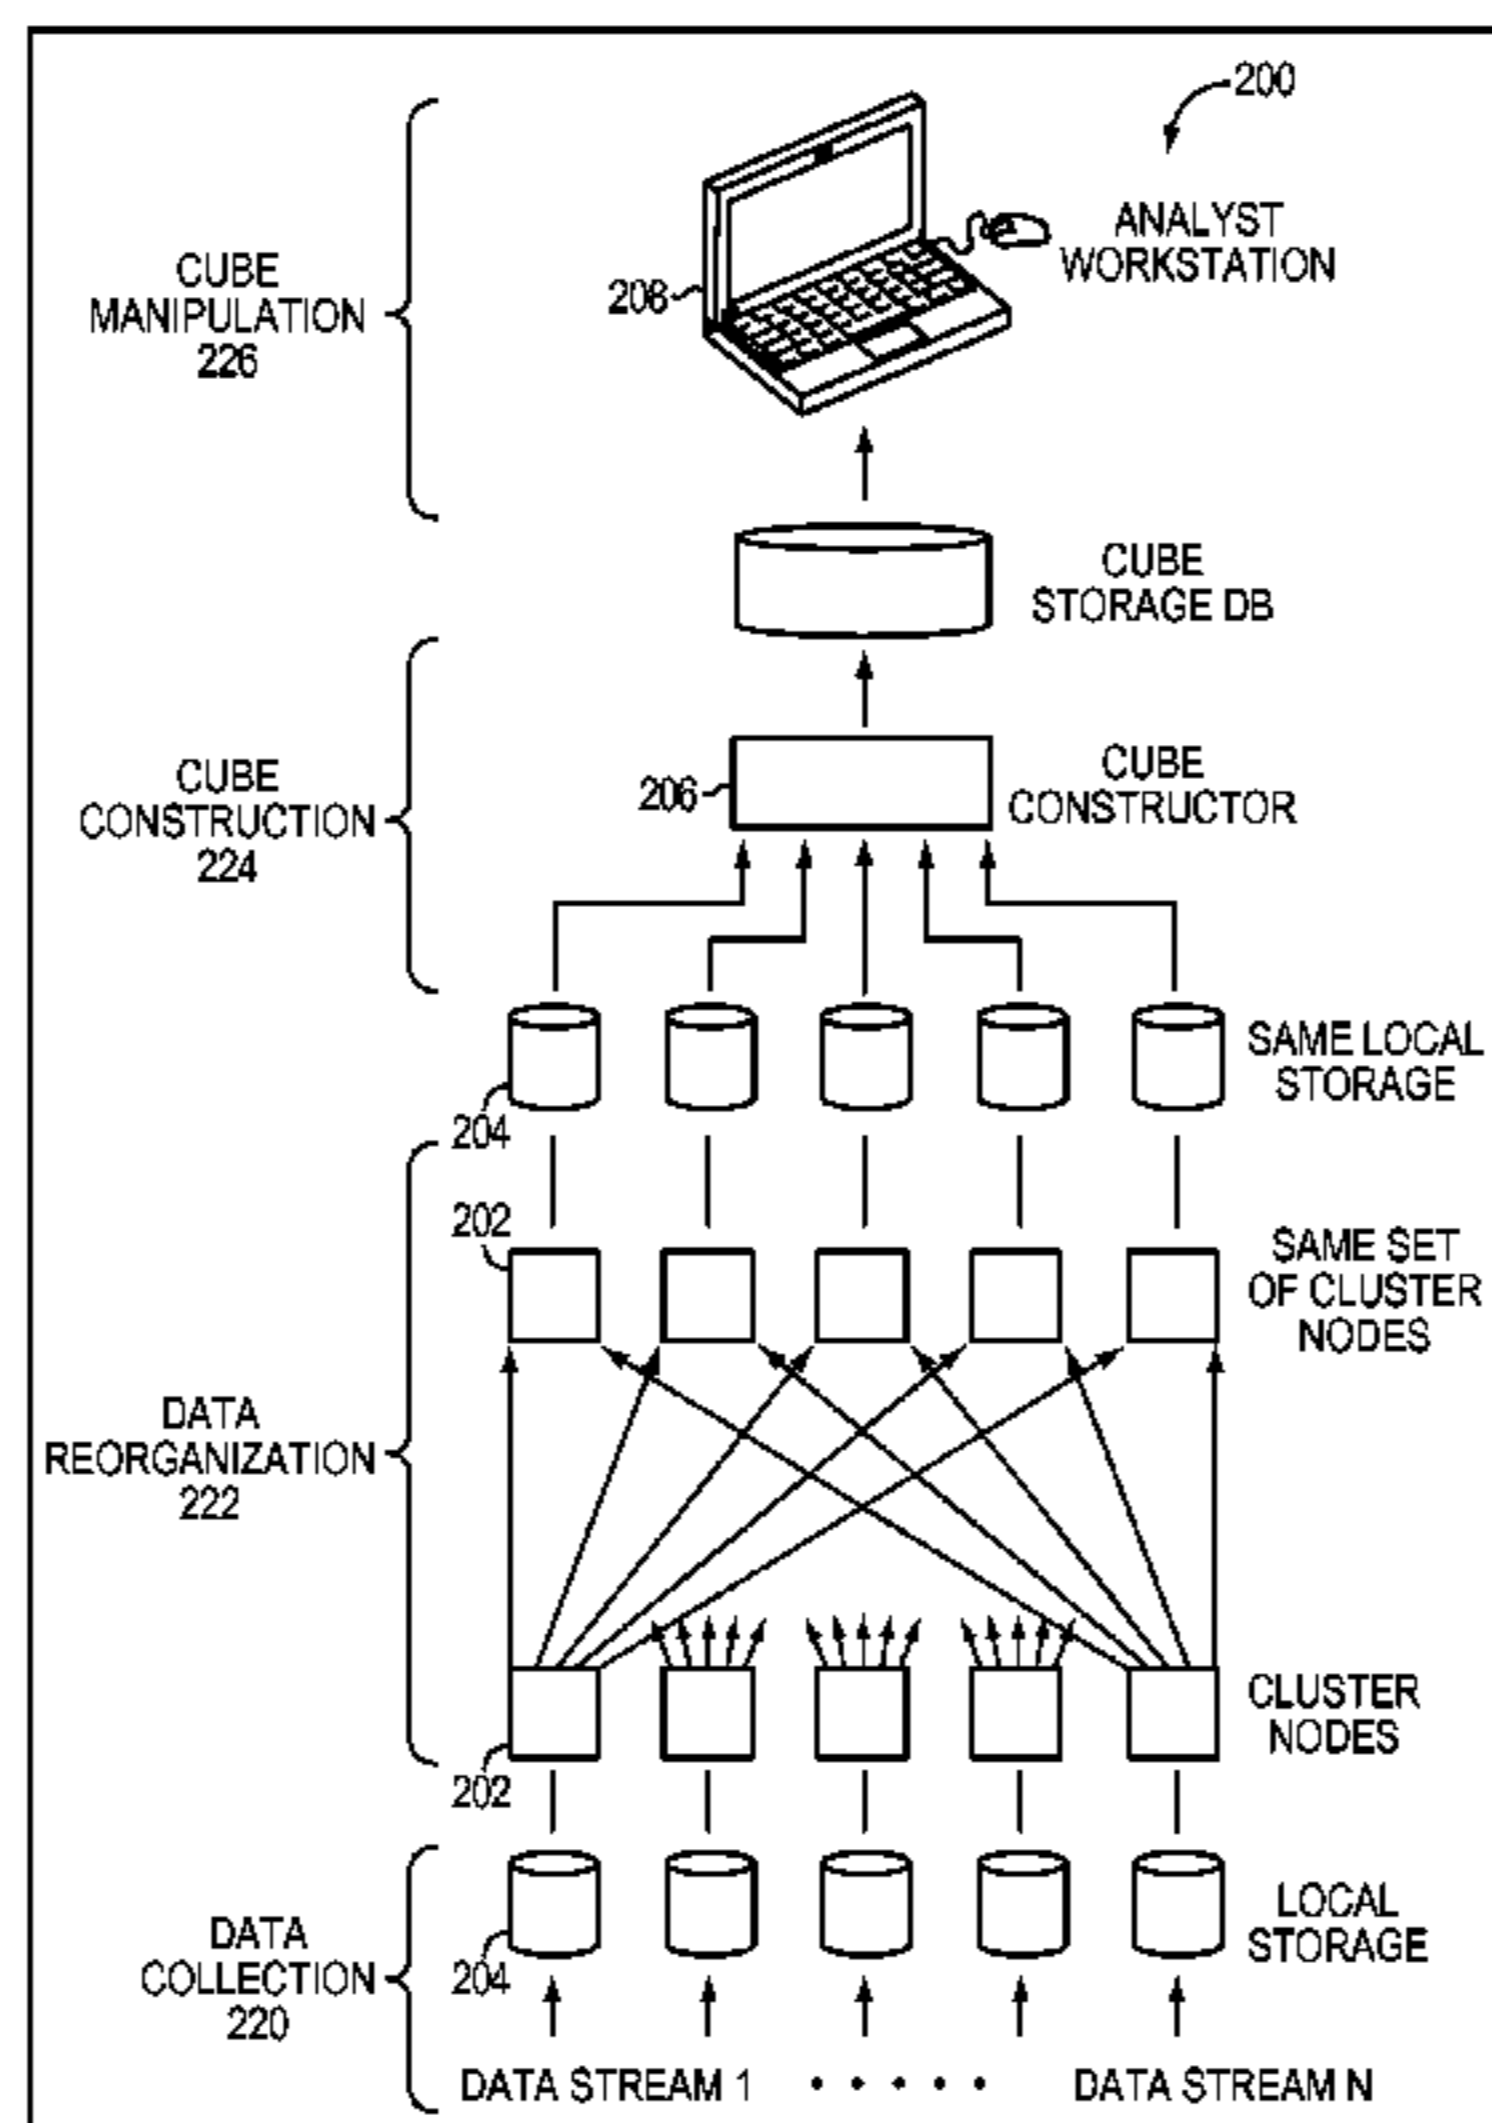 200
ANALYST
WORKSTATION
208
CUBE
MANIPULATION
226
CUBE
STORAGE DB
CUBE
CONSTRUCTION
224
206
CUBE
CONSTRUCTOR
SAME LOCAL
STORAGE
204
202
SAME SET
OF CLUSTER
NODES
DATA
REORGANIZATION
222
CLUSTER
NODES
202
LOCAL
STORAGE
DATA
COLLECTION
220
204
DATA STREAM 1 • • • • • DATA STREAM N